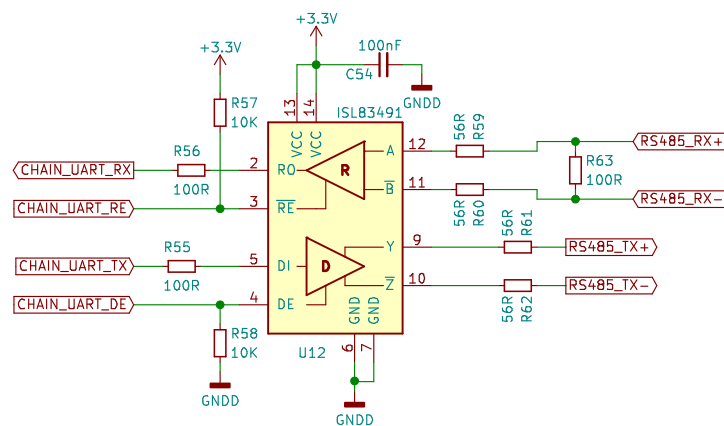 +3.3V
+3.3V
100nF
C54
GNDD
R57
10K
13
14
ISL83491
VCC
VCC
56R
R59
12
A
RS485_RX+
R56
CHAIN_UART_RX
2
RO
R
R63
100R
100R
11
B
RS485_RX-
CHAIN_UART_RE
3
RE
56R
R60
56R
R61
R55
9
Y
RS485_TX+
CHAIN_UART_TX
5
DI
D
100R
10
Z
RS485_TX-
CHAIN_UART_DE
4
DE
56R
R62
GND
GND
R58
10K
U12
6
7
GNDD
GNDD